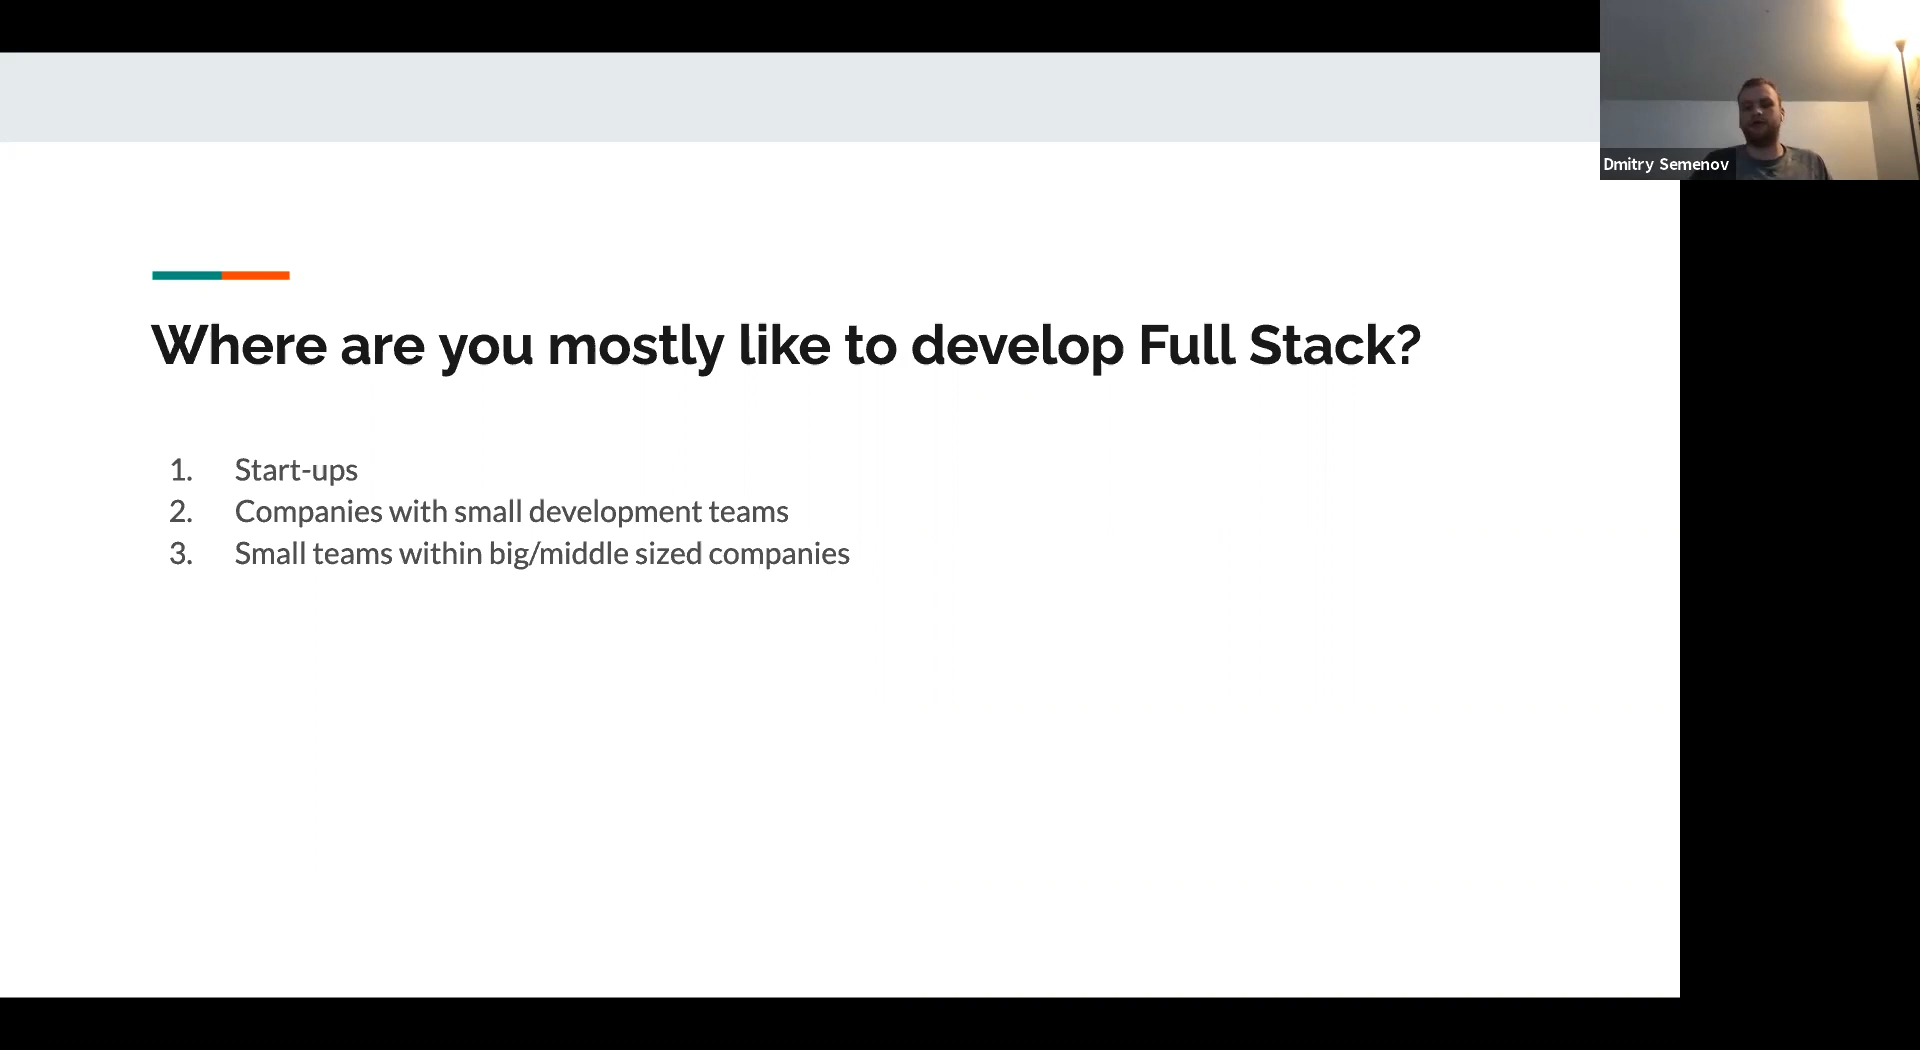 Where are you mostly like to develop Full Stack?
1. Start-ups
2. Companies with small development teams
3. Small teams within big/middle sized companies
Dmitry Semenov